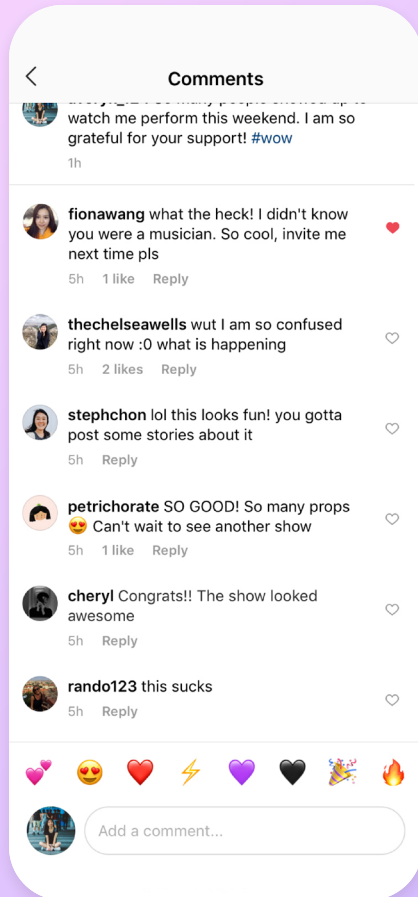 Comments
watch me perform this weekend. I am so
grateful for your support! #wow
1h
fionawang what the heck! I didn't know
you were a musician. So cool, invite me
next time pls
5h 1 like Reply
thechelseawells wut I am so confused
right now :0 what is happening
5h 2 likes Reply
stephchon lol this looks fun! you gotta
post some stories about it
5h Reply
petrichorate SO GOOD! So many props
😍 Can't wait to see another show
5h 1 like Reply
cheryl Congrats!! The show looked
awesome
5h Reply
rando123 this sucks
5h Reply
Add a comment...